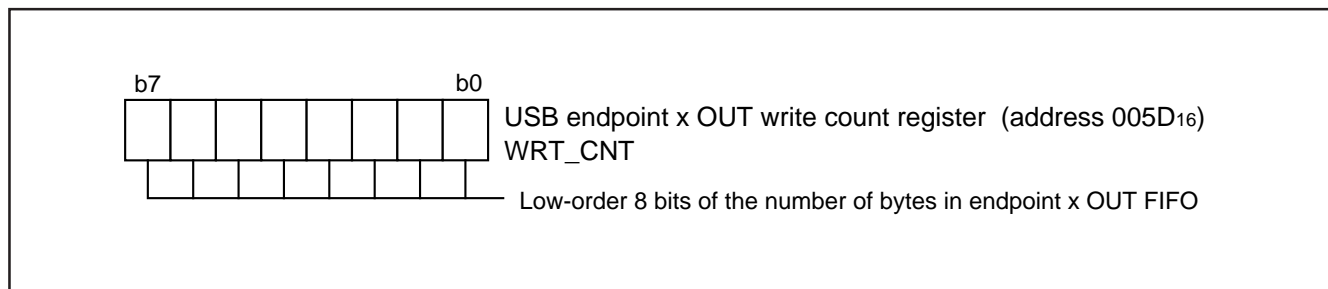 b7 b0
USB endpoint x OUT write count register (address 005D₁₆)
WRT_CNT
Low-order 8 bits of the number of bytes in endpoint x OUT FIFO